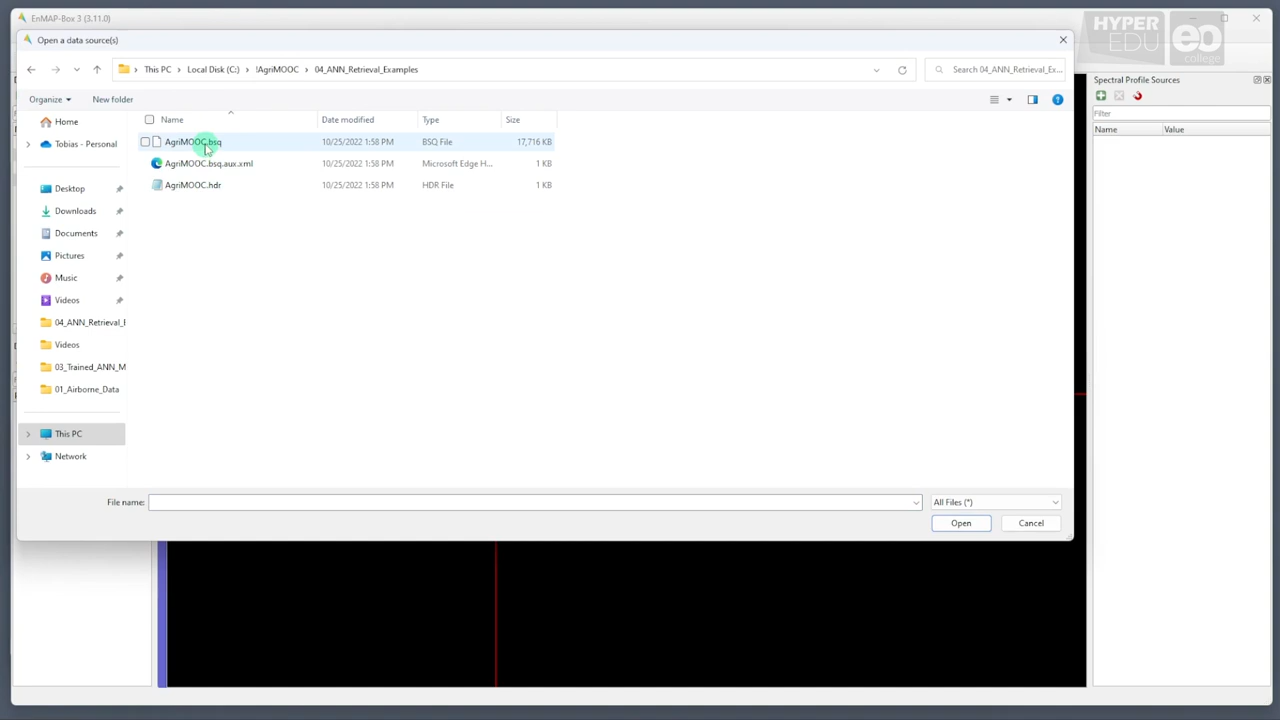 EnMAP-Box 3 (3.11.0)
HYPER
EDU
eo
college
Open a data source(s)
This PC › Local Disk (C:) › !AgriMOOC › 04_ANN_Retrieval_Examples
Search 04_ANN_Retrieval_Ex...
Organize
New folder
Name
Date modified
Type
Size
AgriMOOC.bsq
10/25/2022 1:58 PM
BSQ File
17,716 KB
AgriMOOC.bsq.aux.xml
10/25/2022 1:58 PM
Microsoft Edge H...
1 KB
AgriMOOC.hdr
10/25/2022 1:58 PM
HDR File
1 KB
Home
Tobias - Personal
Desktop
Downloads
Documents
Pictures
Music
Videos
04_ANN_Retrieval_E
Videos
03_Trained_ANN_M
01_Airborne_Data
This PC
Network
File name:
All Files (*)
Open
Cancel
Spectral Profile Sources
Filter
Name
Value